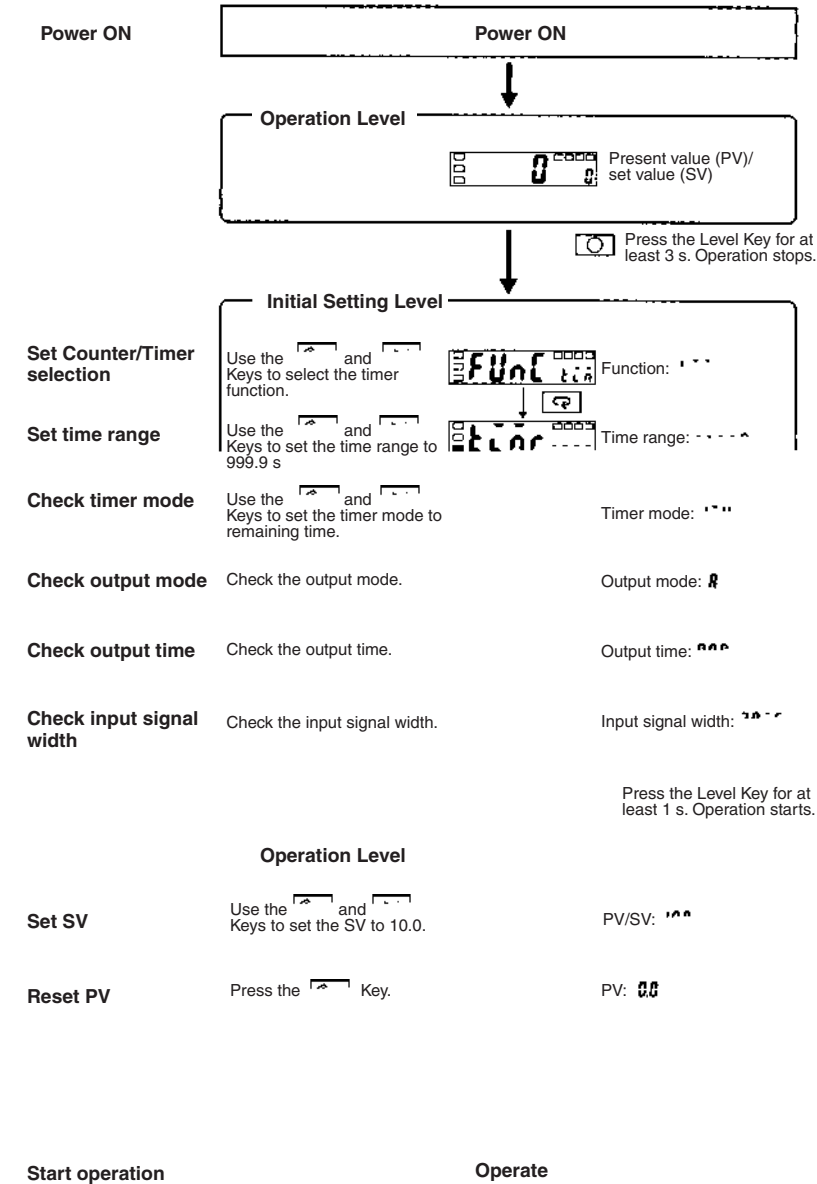 Power ON
Power ON
Operation Level
0
0
Present value (PV)/
set value (SV)
Press the Level Key for at
least 3 s. Operation stops.
Initial Setting Level
Set Counter/Timer
selection
Use the and
Keys to select the timer
function.
FUnC
Function:
Set time range
Use the and
Keys to set the time range to
999.9 s
Time range:
Check timer mode
Use the and
Keys to set the timer mode to
remaining time.
Timer mode:
Check output mode
Check the output mode.
Output mode: A
Check output time
Check the output time.
Output time:
Check input signal
width
Check the input signal width.
Input signal width:
Press the Level Key for at
least 1 s. Operation starts.
Operation Level
Set SV
Use the and
Keys to set the SV to 10.0.
PV/SV:
Reset PV
Press the Key.
PV: 0.0
Start operation
Operate